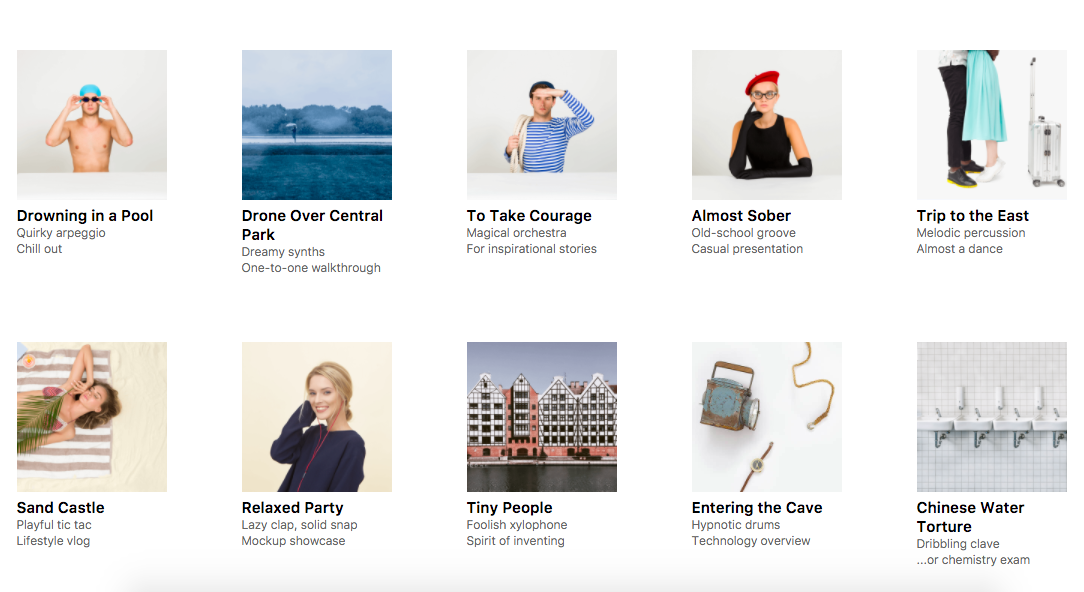 Drowning in a Pool
Quirky arpeggio
Chill out
Drone Over Central
Park
Dreamy synths
One-to-one walkthrough
To Take Courage
Magical orchestra
For inspirational stories
Almost Sober
Old-school groove
Casual presentation
Trip to the East
Melodic percussion
Almost a dance
Sand Castle
Playful tic tac
Lifestyle vlog
Relaxed Party
Lazy clap, solid snap
Mockup showcase
Tiny People
Foolish xylophone
Spirit of inventing
Entering the Cave
Hypnotic drums
Technology overview
Chinese Water
Torture
Dribbling clave
...or chemistry exam